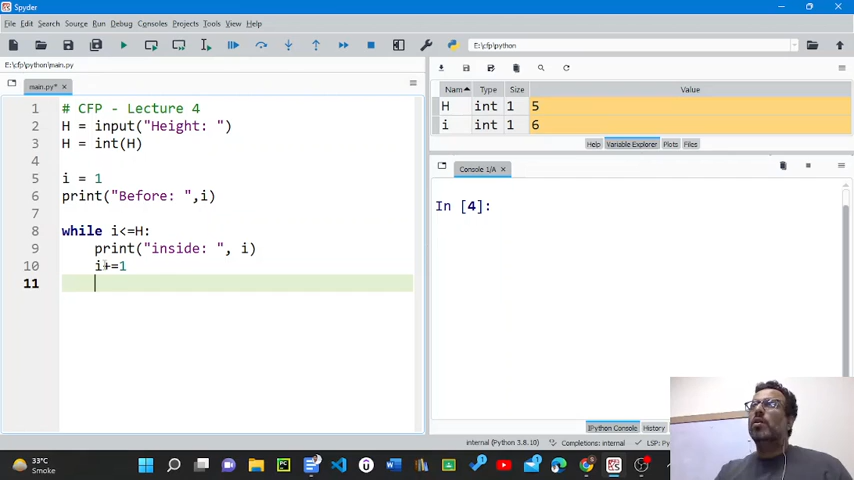 Spyder
File Edit Search Source Run Debug Consoles Projects Tools View Help
E:\cfp\python
E:\cfp\python\main.py
main.py*
1 # CFP - Lecture 4
2 H = input("Height: ")
3 H = int(H)
4
5 i = 1
6 print("Before: ",i)
7
8 while i<=H:
9 print("inside: ", i)
10 i+=1
11
Nam Type Size Value
H int 1 5
i int 1 6
Help Variable Explorer Plots Files
Console 1/A
In [4]:
IPython Console History
internal (Python 3.8.10) Completions: internal LSP:
33°C
Smoke